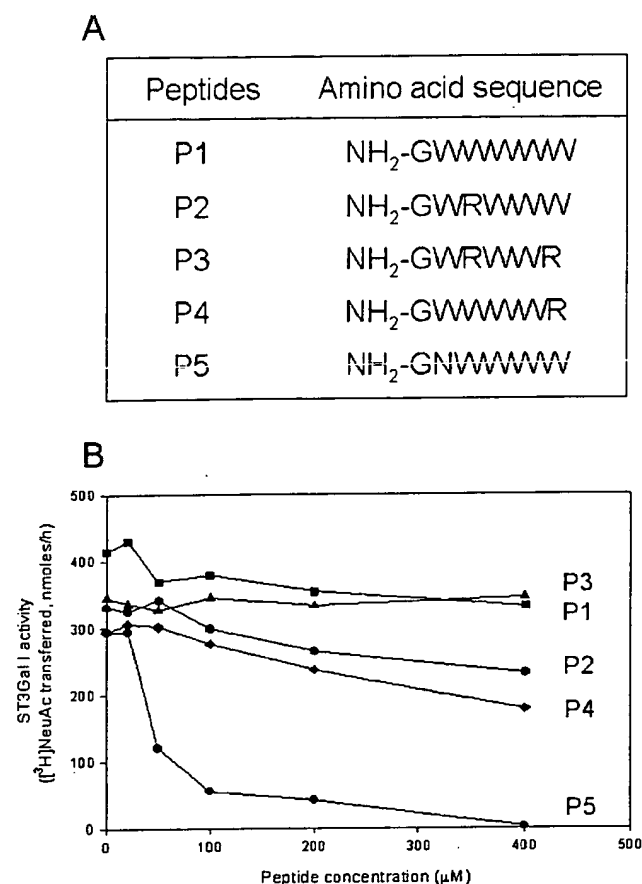 A
Peptides Amino acid sequence
P1 NH₂-GWWWWW
P2 NH₂-GWRWWW
P3 NH₂-GWRWWR
P4 NH₂-GWWWWR
P5 NH₂-GNWWWW
B
ST3Gal I activity
([³H]NeuAc transferred, nmoles/h)
500
400
300
200
100
0
P3
P1
P2
P4
P5
0 100 200 300 400 500
Peptide concentration (µM)